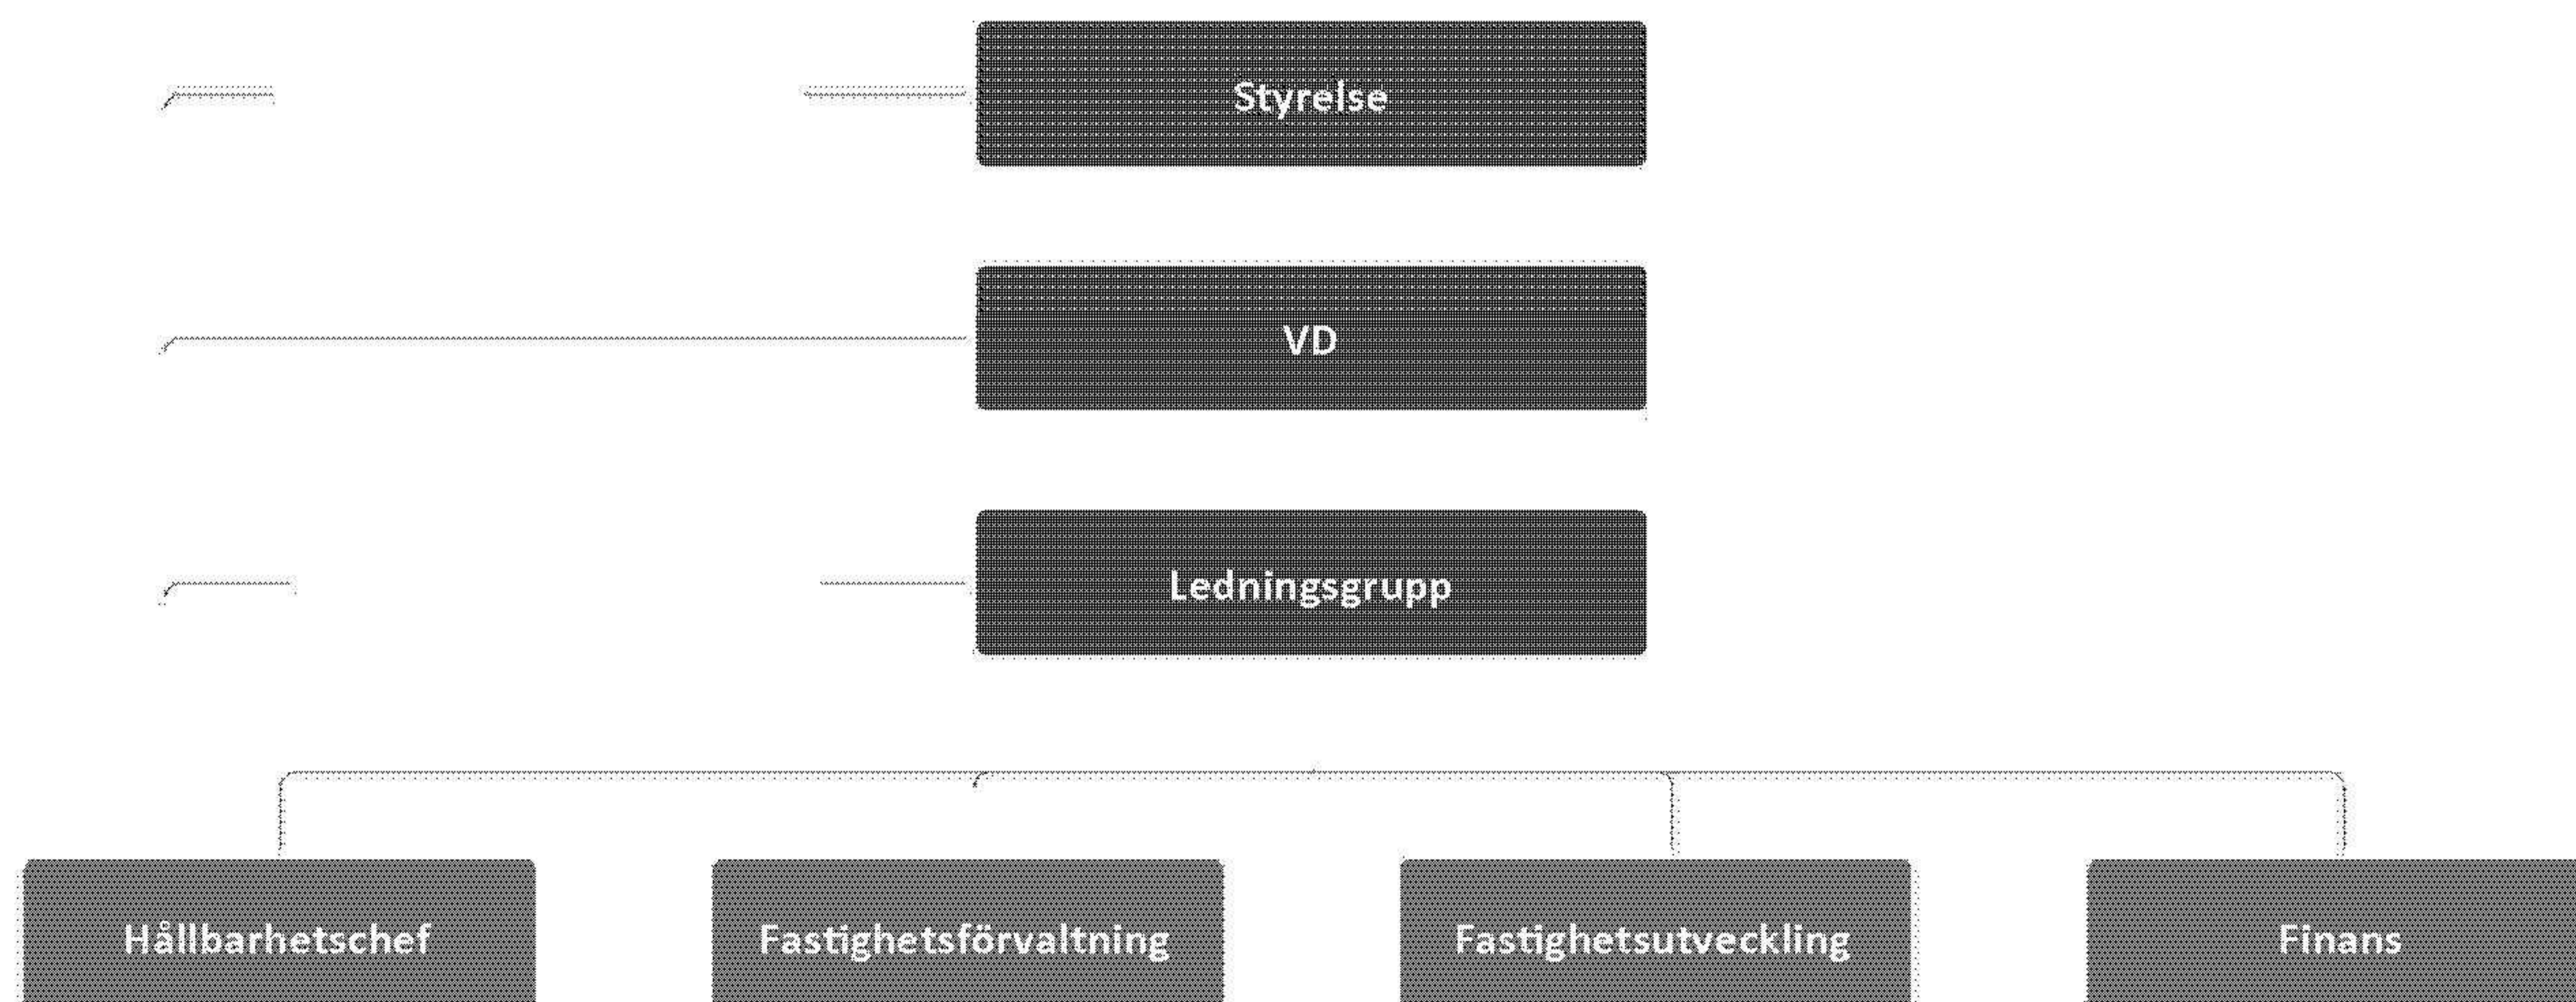 Styrelse
VD
Ledningsgrupp
Hållbarhetschef
Fastighetsförvaltning
Fastighetsutveckling
Finans